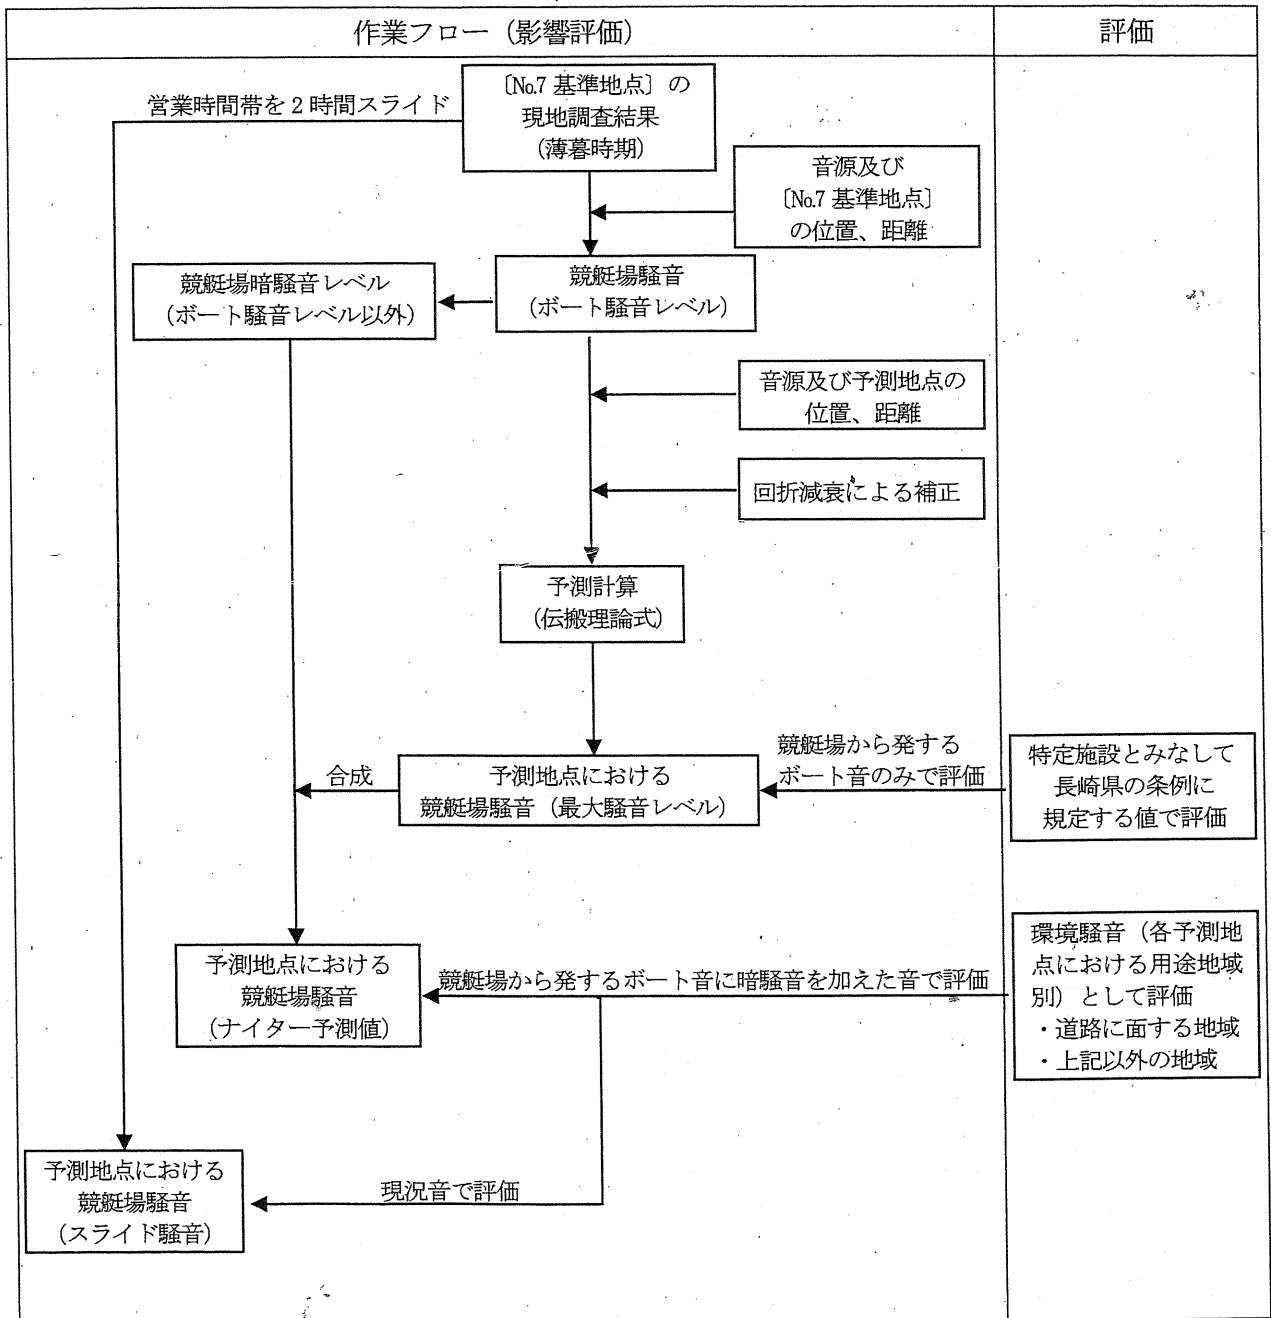 作業フロー（影響評価）
評価
〔No.7 基準地点〕の
現地調査結果
（薄暮時期）
営業時間帯を２時間スライド
音源及び
〔No.7 基準地点〕
の位置、距離
競艇場騒音
（ボート騒音レベル）
競艇場暗騒音レベル
（ボート騒音レベル以外）
音源及び予測地点の
位置、距離
回折減衰による補正
予測計算
（伝搬理論式）
予測地点における
競艇場騒音（最大騒音レベル）
合成
競艇場から発する
ボート音のみで評価
特定施設とみなして
長崎県の条例に
規定する値で評価
予測地点における
競艇場騒音
（ナイター予測値）
競艇場から発するボート音に暗騒音を加えた音で評価
環境騒音（各予測地
点における用途地域
別）として評価
・道路に面する地域
・上記以外の地域
予測地点における
競艇場騒音
（スライド騒音）
現況音で評価